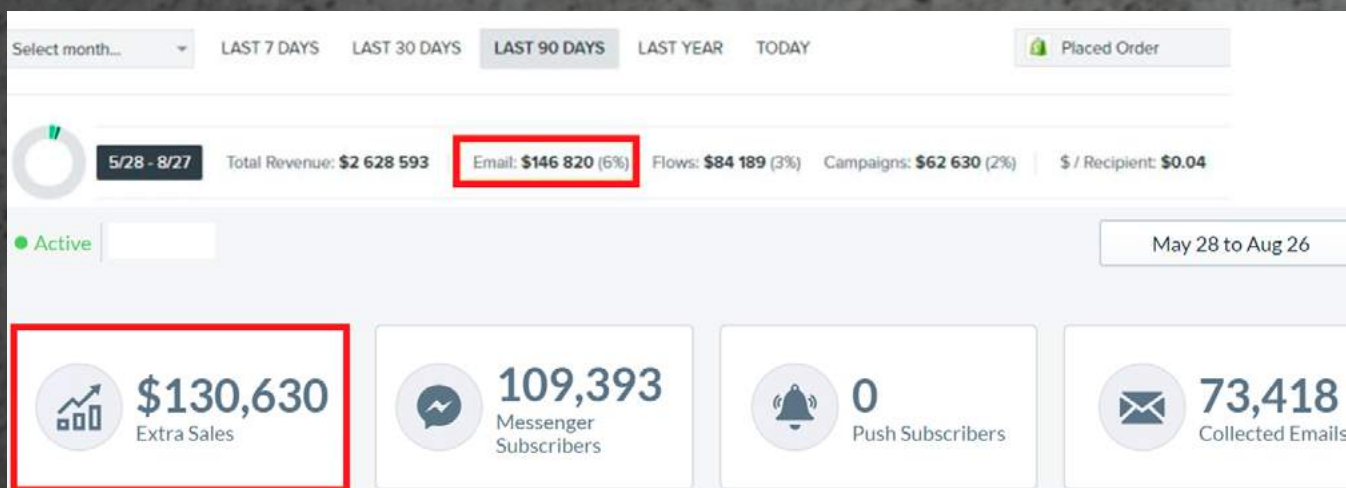 Select month... LAST 7 DAYS LAST 30 DAYS LAST 90 DAYS LAST YEAR TODAY Placed Order
5/28 - 8/27 Total Revenue: $2 628 593 Email: $146 820 (6%) Flows: $84 189 (3%) Campaigns: $62 630 (2%) $ / Recipient: $0.04
Active May 28 to Aug 26
$130,630
Extra Sales
109,393
Messenger
Subscribers
0
Push Subscribers
73,418
Collected Emails